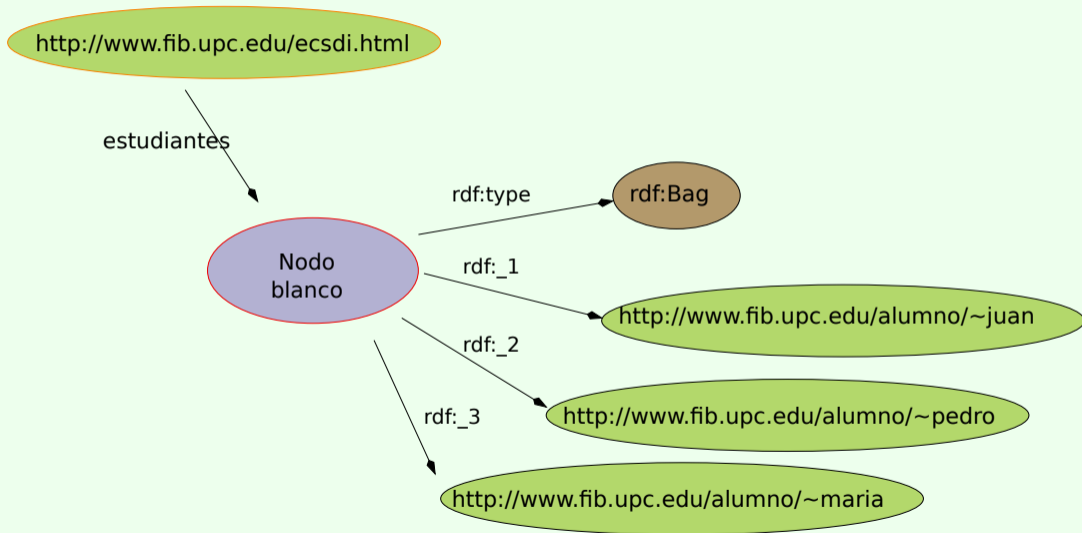 http://www.fib.upc.edu/ecsdi.html
estudiantes
rdf:type
rdf:Bag
Nodo
blanco
rdf:_1
http://www.fib.upc.edu/alumno/~juan
rdf:_2
http://www.fib.upc.edu/alumno/~pedro
rdf:_3
http://www.fib.upc.edu/alumno/~maria